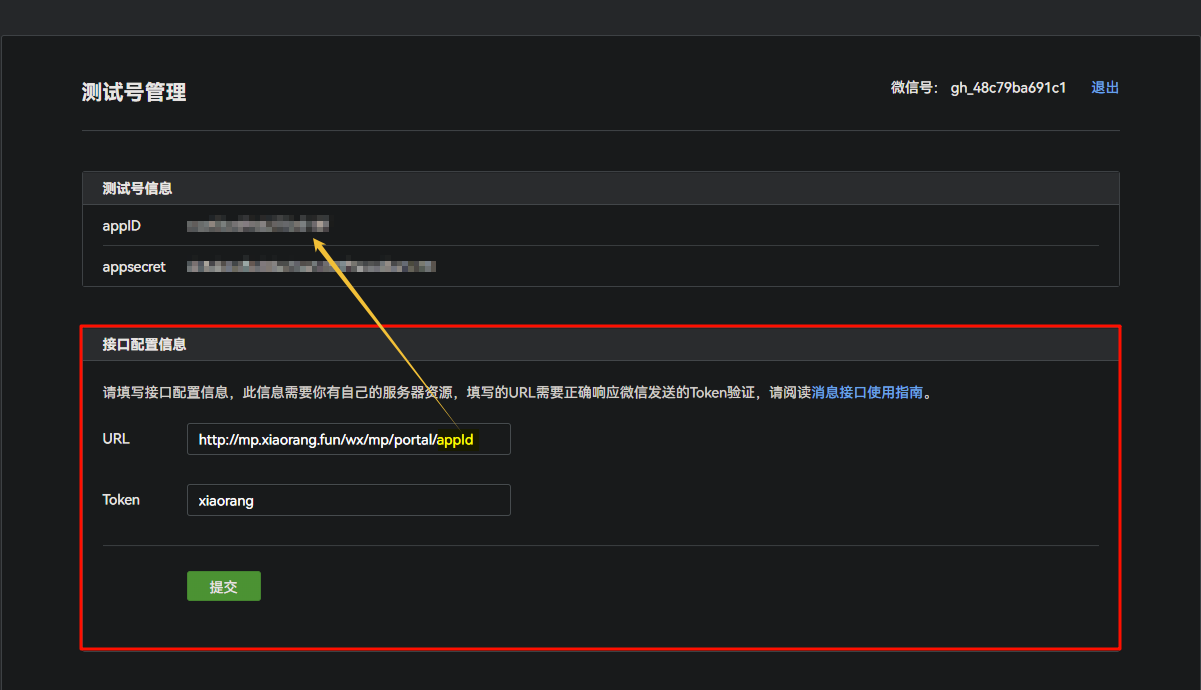 测试号管理
微信号： gh_48c79ba691c1 退出
测试号信息
appID
appsecret
接口配置信息
请填写接口配置信息，此信息需要你有自己的服务器资源，填写的URL需要正确响应微信发送的Token验证，请阅读消息接口使用指南。
URL http://mp.xiaorang.fun/wx/mp/portal/appId
Token xiaorang
提交